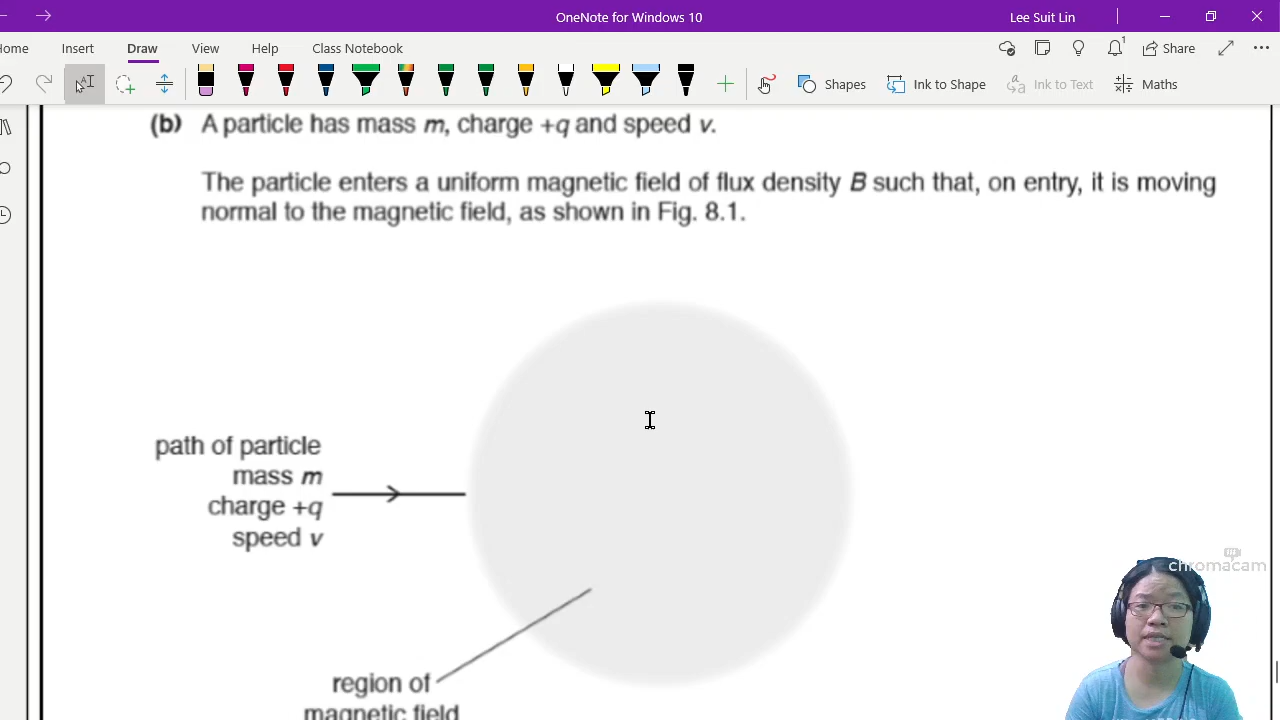 OneNote for Windows 10
Lee Suit Lin
Home Insert Draw View Help Class Notebook
1
Share
Shapes
Ink to Shape
Ink to Text
Maths
(b) A particle has mass m, charge +q and speed v.
The particle enters a uniform magnetic field of flux density B such that, on entry, it is moving
normal to the magnetic field, as shown in Fig. 8.1.
path of particle
mass m
charge +q
speed v
region of
magnetic field
chromacam